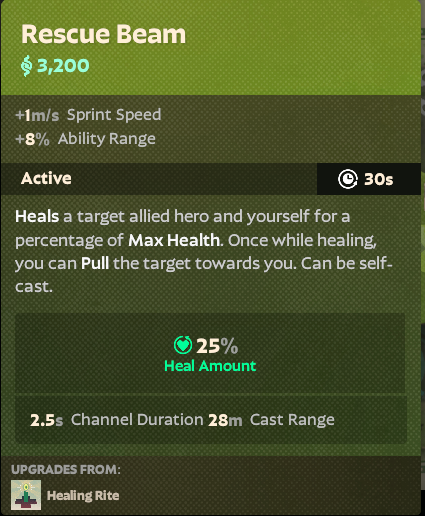 Rescue Beam
3,200
+1m/s Sprint Speed
+8% Ability Range
Active 30s
Heals a target allied hero and yourself for a
percentage of Max Health. Once while healing,
you can Pull the target towards you. Can be self-
cast.
25%
Heal Amount
2.5s Channel Duration 28m Cast Range
UPGRADES FROM:
Healing Rite